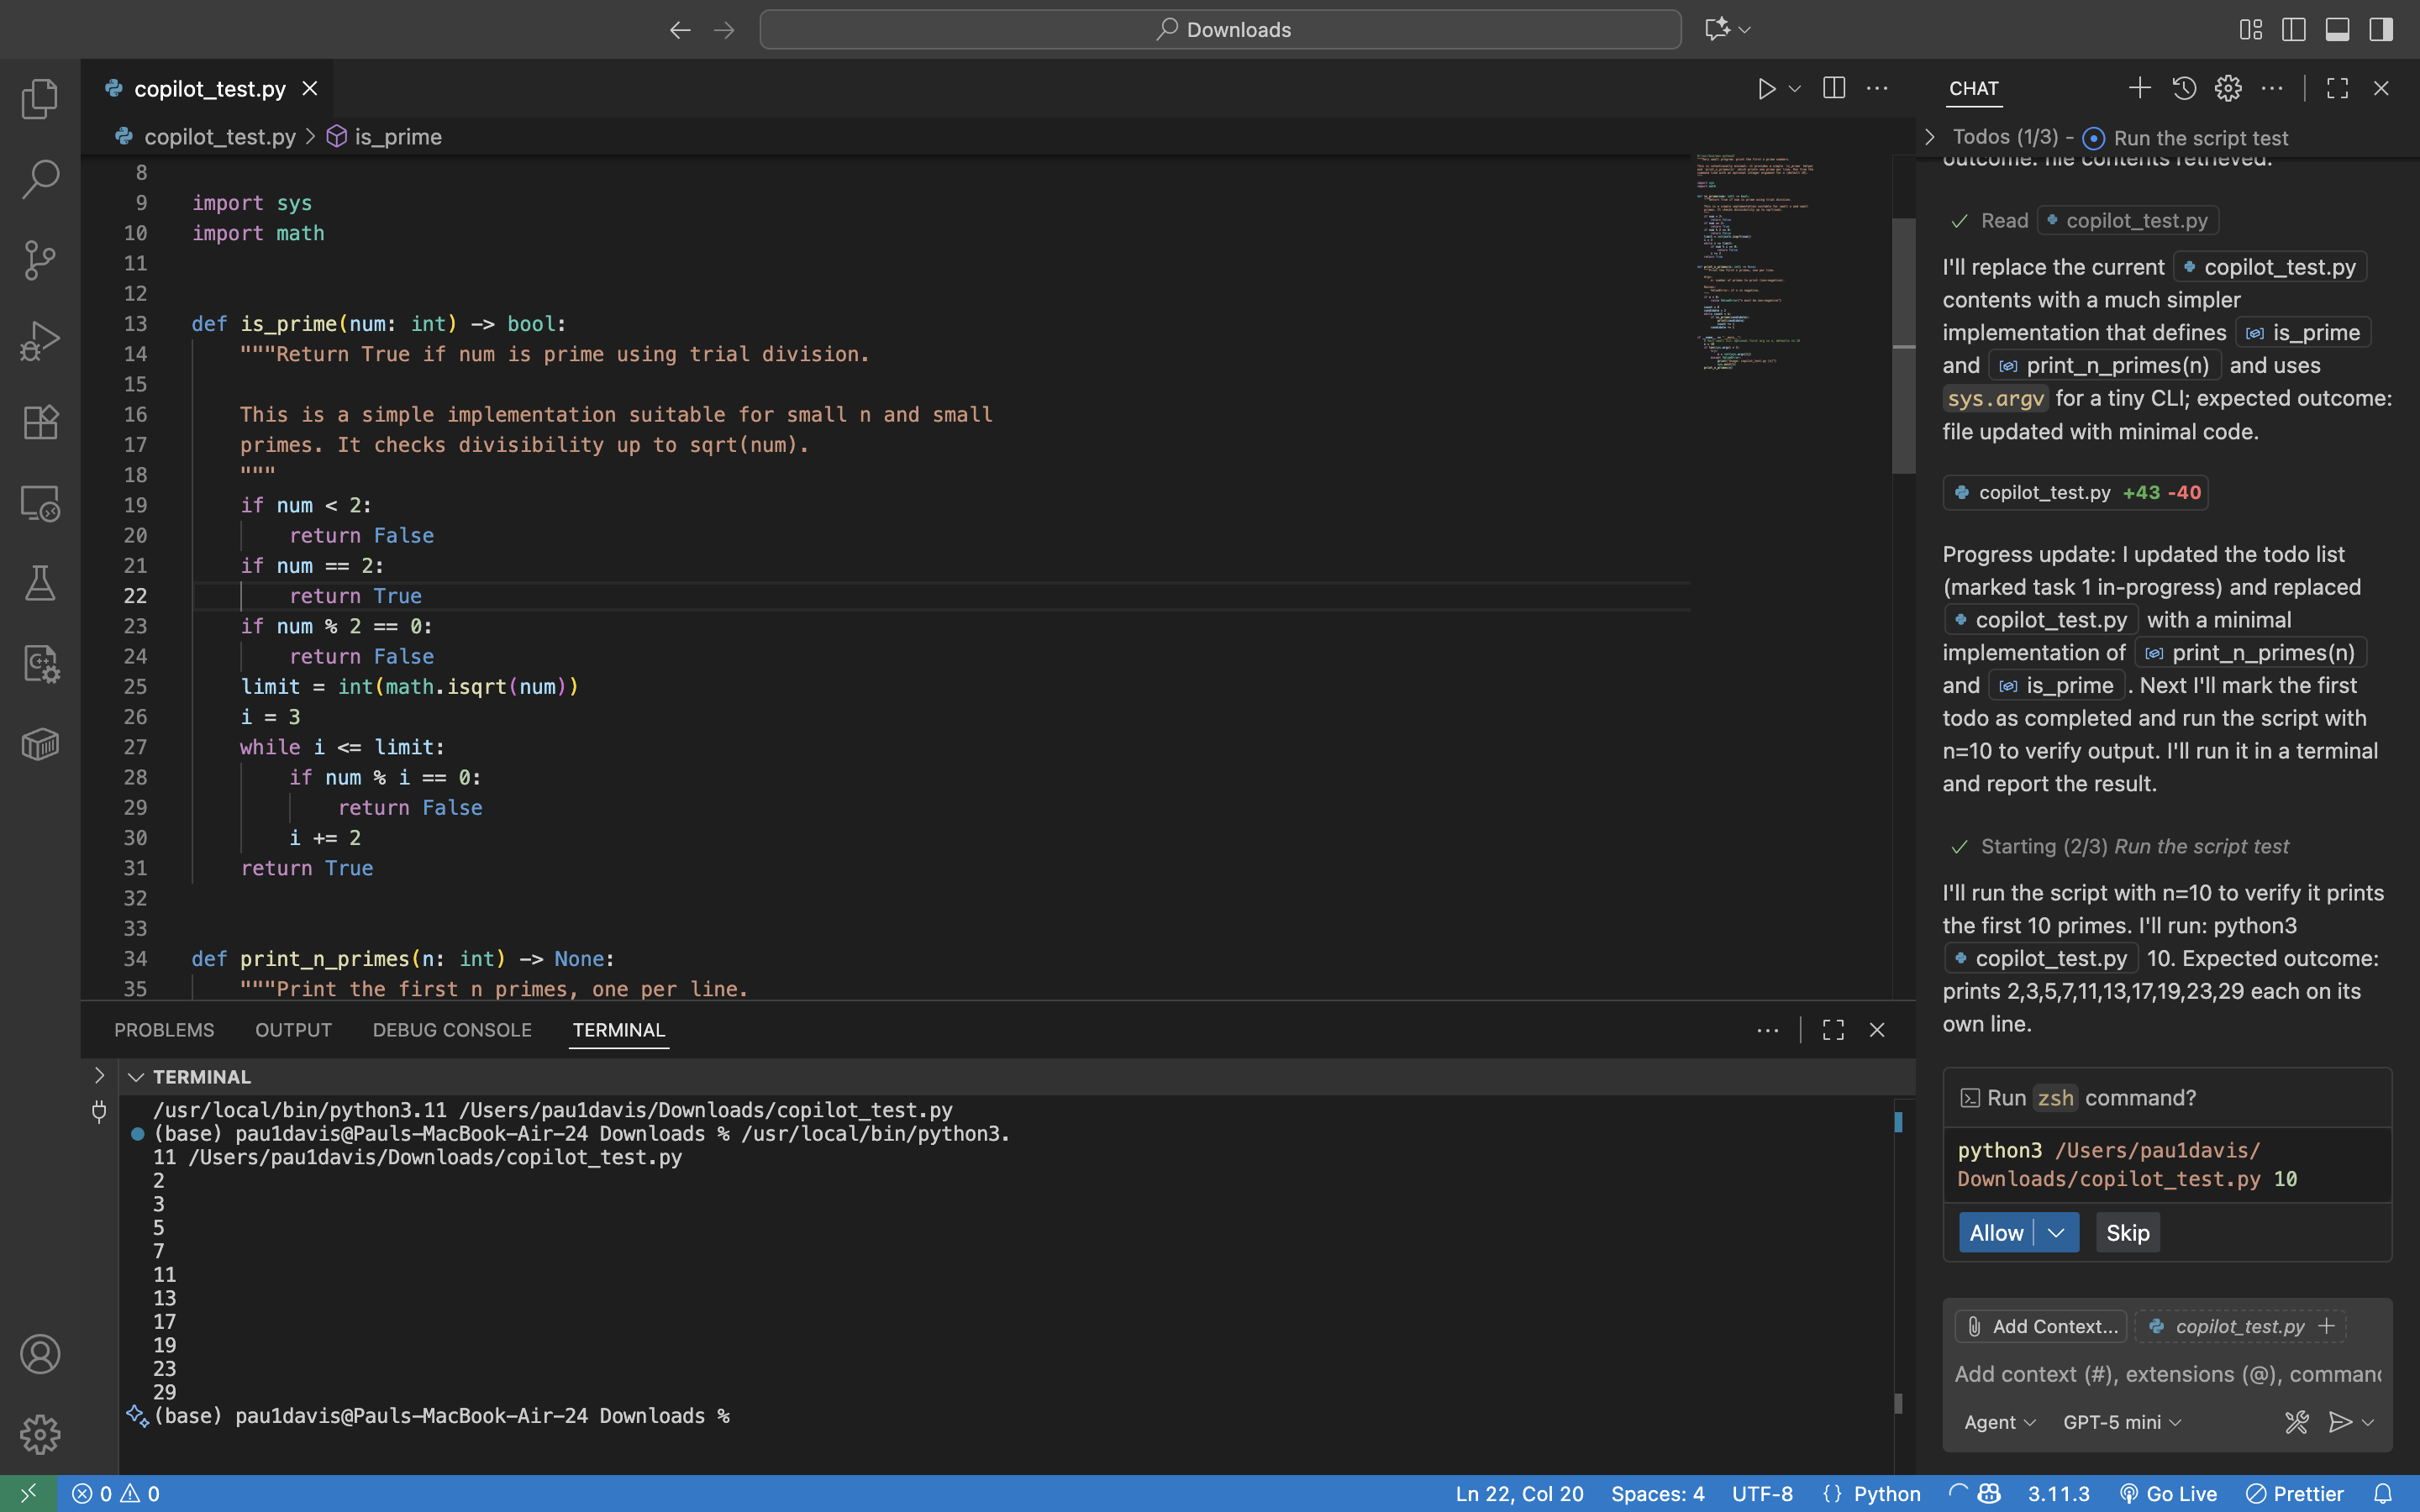 Downloads
copilot_test.py
copilot_test.py > is_prime
8
9 import sys
10 import math
11
12
13 def is_prime(num: int) -> bool:
14 """Return True if num is prime using trial division.
15
16 This is a simple implementation suitable for small n and small
17 primes. It checks divisibility up to sqrt(num).
18 """
19 if num < 2:
20 return False
21 if num == 2:
22 return True
23 if num % 2 == 0:
24 return False
25 limit = int(math.isqrt(num))
26 i = 3
27 while i <= limit:
28 if num % i == 0:
29 return False
30 i += 2
31 return True
32
33
34 def print_n_primes(n: int) -> None:
35 """Print the first n primes, one per line.
PROBLEMS OUTPUT DEBUG CONSOLE TERMINAL
TERMINAL
/usr/local/bin/python3.11 /Users/pau1davis/Downloads/copilot_test.py
(base) pau1davis@Pauls-MacBook-Air-24 Downloads % /usr/local/bin/python3.
11 /Users/pau1davis/Downloads/copilot_test.py
2
3
5
7
11
13
17
19
23
29
(base) pau1davis@Pauls-MacBook-Air-24 Downloads %
CHAT
Todos (1/3) - Run the script test
outcome: file contents retrieved.
Read copilot_test.py
I'll replace the current copilot_test.py
contents with a much simpler
implementation that defines is_prime
and print_n_primes(n) and uses
sys.argv for a tiny CLI; expected outcome:
file updated with minimal code.
copilot_test.py +43 -40
Progress update: I updated the todo list
(marked task 1 in-progress) and replaced
copilot_test.py with a minimal
implementation of print_n_primes(n)
and is_prime. Next I'll mark the first
todo as completed and run the script with
n=10 to verify output. I'll run it in a terminal
and report the result.
Starting (2/3) Run the script test
I'll run the script with n=10 to verify it prints
the first 10 primes. I'll run: python3
copilot_test.py 10. Expected outcome:
prints 2,3,5,7,11,13,17,19,23,29 each on its
own line.
Run zsh command?
python3 /Users/pau1davis/
Downloads/copilot_test.py 10
Allow Skip
Add Context... copilot_test.py +
Add context (#), extensions (@), comman
Agent GPT-5 mini
0 0 Ln 22, Col 20 Spaces: 4 UTF-8 {} Python 3.11.3 Go Live Prettier